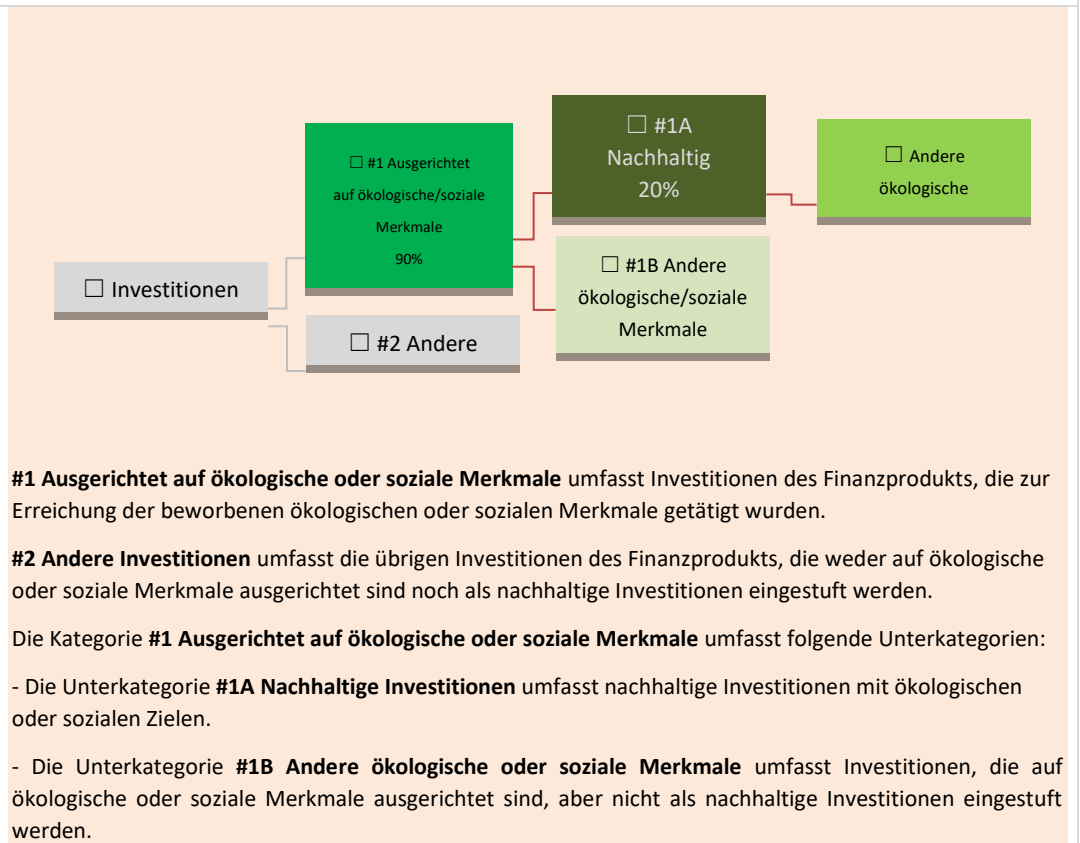 ☐ Investitionen
☐ #1 Ausgerichtet
auf ökologische/soziale
Merkmale
90%
☐ #2 Andere
☐ #1A
Nachhaltig
20%
☐ #1B Andere
ökologische/soziale
Merkmale
☐ Andere
ökologische
#1 Ausgerichtet auf ökologische oder soziale Merkmale umfasst Investitionen des Finanzprodukts, die zur
Erreichung der beworbenen ökologischen oder sozialen Merkmale getätigt wurden.
#2 Andere Investitionen umfasst die übrigen Investitionen des Finanzprodukts, die weder auf ökologische
oder soziale Merkmale ausgerichtet sind noch als nachhaltige Investitionen eingestuft werden.
Die Kategorie #1 Ausgerichtet auf ökologische oder soziale Merkmale umfasst folgende Unterkategorien:
- Die Unterkategorie #1A Nachhaltige Investitionen umfasst nachhaltige Investitionen mit ökologischen
oder sozialen Zielen.
- Die Unterkategorie #1B Andere ökologische oder soziale Merkmale umfasst Investitionen, die auf
ökologische oder soziale Merkmale ausgerichtet sind, aber nicht als nachhaltige Investitionen eingestuft
werden.